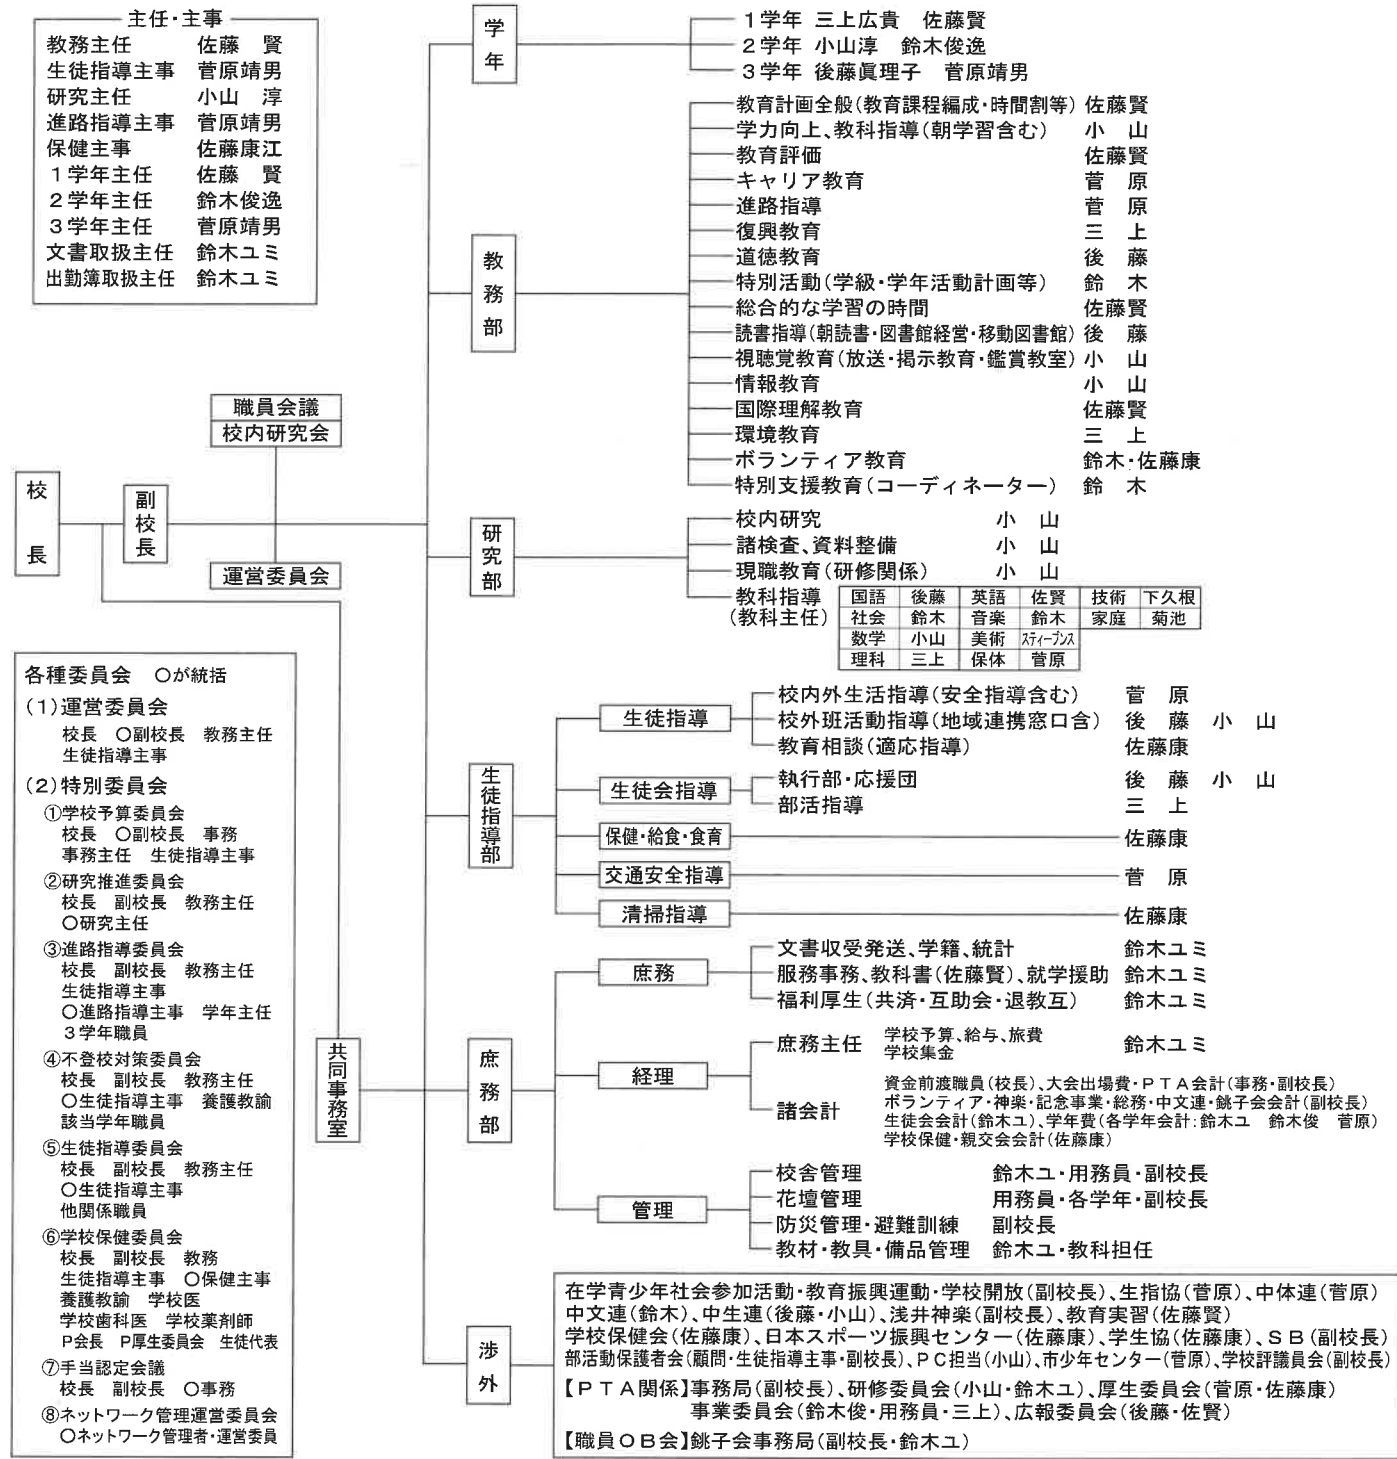 主任・主事
教務主任 佐藤 賢
生徒指導主事 菅原靖男
研究主任 小山 淳
進路指導主事 菅原靖男
保健主事 佐藤康江
1学年主任 佐藤 賢
2学年主任 鈴木俊逸
3学年主任 菅原靖男
文書取扱主任 鈴木ユミ
出勤簿取扱主任 鈴木ユミ
校長
副校長
職員会議
校内研究会
運営委員会
共同事務室
学年
1学年 三上広貴 佐藤賢
2学年 小山淳 鈴木俊逸
3学年 後藤眞理子 菅原靖男
教務部
教育計画全般(教育課程編成・時間割等) 佐藤賢
学力向上、教科指導(朝学習含む) 小山
教育評価 佐藤賢
キャリア教育 菅原
進路指導 菅原
復興教育 三上
道徳教育 後藤
特別活動(学級・学年活動計画等) 鈴木
総合的な学習の時間 佐藤賢
読書指導(朝読書・図書館経営・移動図書館) 後藤
視聴覚教育(放送・掲示教育・鑑賞教室) 小山
情報教育 小山
国際理解教育 佐藤賢
環境教育 三上
ボランティア教育 鈴木・佐藤康
特別支援教育(コーディネーター) 鈴木
研究部
校内研究 小山
諸検査、資料整備 小山
現職教育(研修関係) 小山
教科指導
(教科主任)
国語 後藤 英語 佐賢 技術 下久根
社会 鈴木 音楽 鈴木 家庭 菊池
数学 小山 美術 スティーブンス
理科 三上 保体 菅原
生徒指導部
生徒指導
校内外生活指導(安全指導含む) 菅原
校外班活動指導(地域連携窓口含) 後藤 小山
教育相談(適応指導) 佐藤康
生徒会指導
執行部・応援団 後藤 小山
部活指導 三上
保健・給食・食育 佐藤康
交通安全指導 菅原
清掃指導 佐藤康
庶務部
庶務
文書収受発送、学籍、統計 鈴木ユミ
服務事務、教科書(佐藤賢)、就学援助 鈴木ユミ
福利厚生(共済・互助会・退教互) 鈴木ユミ
経理
庶務主任 学校予算、給与、旅費 鈴木ユミ
学校集金
諸会計
資金前渡職員(校長)、大会出場費・PTA会計(事務・副校長)
ボランティア・神楽・記念事業・総務・中文連・銚子会会計(副校長)
生徒会会計(鈴木ユ)、学年費(各学年会計:鈴木ユ 鈴木俊 菅原)
学校保健・親交会会計(佐藤康)
管理
校舎管理 鈴木ユ・用務員・副校長
花壇管理 用務員・各学年・副校長
防災管理・避難訓練 副校長
教材・教具・備品管理 鈴木ユ・教科担任
渉外
在学青少年社会参加活動・教育振興運動・学校開放(副校長)、生指協(菅原)、中体連(菅原)
中文連(鈴木)、中生連(後藤・小山)、浅井神楽(副校長)、教育実習(佐藤賢)
学校保健会(佐藤康)、日本スポーツ振興センター(佐藤康)、学生協(佐藤康)、SB(副校長)
部活動保護者会(顧問・生徒指導主事・副校長)、PC担当(小山)、市少年センター(菅原)、学校評議員会(副校長)
【PTA関係】事務局(副校長)、研修委員会(小山・鈴木ユ)、厚生委員会(菅原・佐藤康)
事業委員会(鈴木俊・用務員・三上)、広報委員会(後藤・佐賢)
【職員OB会】銚子会事務局(副校長・鈴木ユ)
各種委員会 ○が統括
(1)運営委員会
校長 ○副校長 教務主任
生徒指導主事
(2)特別委員会
①学校予算委員会
校長 ○副校長 事務
事務主任 生徒指導主事
②研究推進委員会
校長 副校長 教務主任
○研究主任
③進路指導委員会
校長 副校長 教務主任
生徒指導主事
○進路指導主事 学年主任
3学年職員
④不登校対策委員会
校長 副校長 教務主任
○生徒指導主事 養護教諭
該当学年職員
⑤生徒指導委員会
校長 副校長 教務主任
○生徒指導主事
他関係職員
⑥学校保健委員会
校長 副校長 教務
生徒指導主事 ○保健主事
養護教諭 学校医
学校歯科医 学校薬剤師
P会長 P厚生委員会 生徒代表
⑦手当認定会議
校長 副校長 ○事務
⑧ネットワーク管理運営委員会
○ネットワーク管理者・運営委員